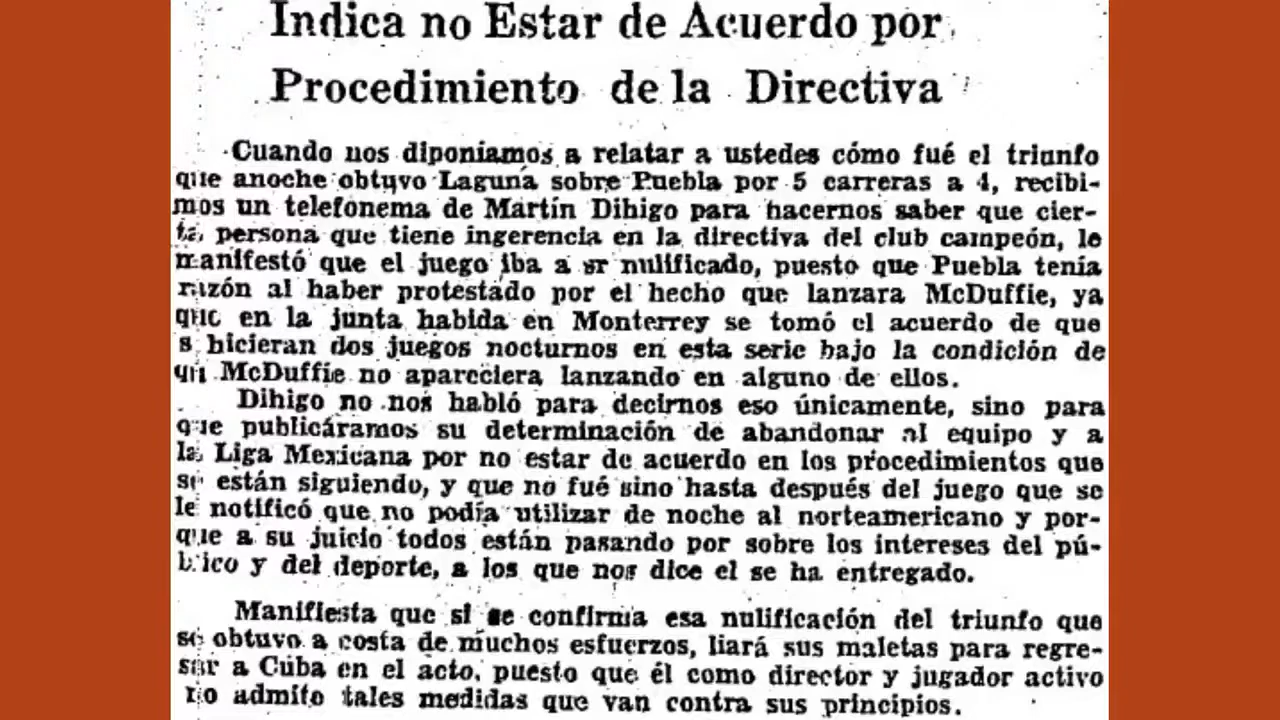 Indica no Estar de Acuerdo por
Procedimiento de la Directiva
Cuando nos diponíamos a relatar a ustedes cómo fué el triunfo
que anoche obtuvo Laguna sobre Puebla por 5 carreras a 4, recibi-
mos un telefonema de Martín Dihigo para hacernos saber que cier-
ta persona que tiene ingerencia en la directiva del club campeón, le
manifestó que el juego iba a sr nulificado, puesto que Puebla tenía
razón al haber protestado por el hecho que lanzara McDuffie, ya
que en la junta habida en Monterrey se tomó el acuerdo de que
s hicieran dos juegos nocturnos en esta serie bajo la condición de
qu McDuffie no apareciera lanzando en alguno de ellos.
Dihigo no nos habló para decirnos eso únicamente, sino para
que publicáramos su determinación de abandonar al equipo y a
la Liga Mexicana por no estar de acuerdo en los procedimientos que
se están siguiendo, y que no fué sino hasta después del juego que se
le notificó que no podía utilizar de noche al norteamericano y por-
que a su juicio todos están pasando por sobre los intereses del pú-
blico y del deporte, a los que nos dice el se ha entregado.
Manifiesta que si se confirma esa nulificación del triunfo que
se obtuvo a costa de muchos esfuerzos, liará sus maletas para regre-
sar a Cuba en el acto, puesto que él como director y jugador activo
no admite tales medidas que van contra sus principios.